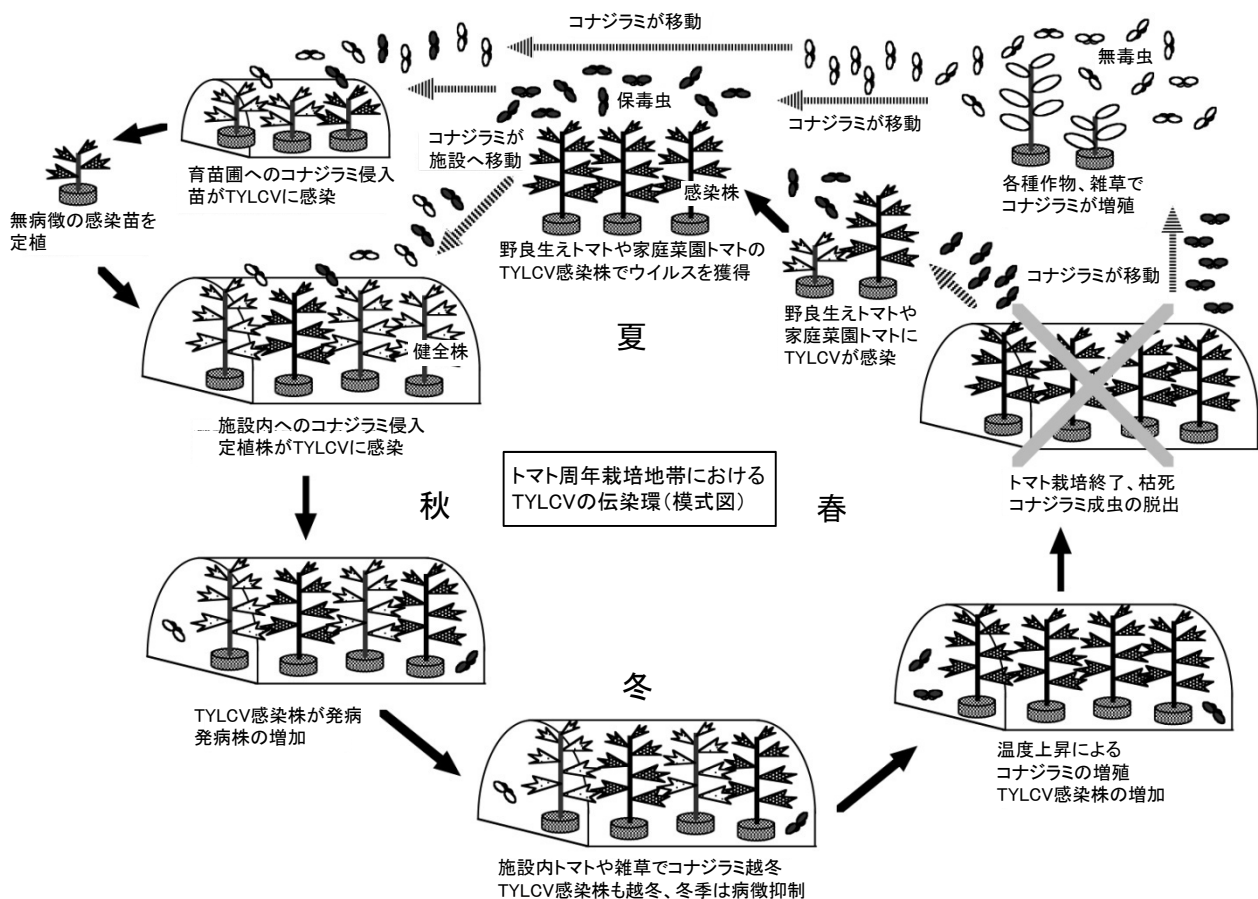 コナジラミが移動
無毒虫
保毒虫
コナジラミが移動
コナジラミが
施設へ移動
育苗圃へのコナジラミ侵入
苗がTYLCVに感染
感染株
各種作物、雑草で
コナジラミが増殖
無病徴の感染苗を
定植
野良生えトマトや家庭菜園トマトの
TYLCV感染株でウイルスを獲得
コナジラミが移動
野良生えトマトや
家庭菜園トマトに
TYLCVが感染
夏
健全株
施設内へのコナジラミ侵入
定植株がTYLCVに感染
トマト周年栽培地帯における
TYLCVの伝染環(模式図)
秋
春
トマト栽培終了、枯死
コナジラミ成虫の脱出
冬
TYLCV感染株が発病
発病株の増加
温度上昇による
コナジラミの増殖
TYLCV感染株の増加
施設内トマトや雑草でコナジラミ越冬
TYLCV感染株も越冬、冬季は病徴抑制